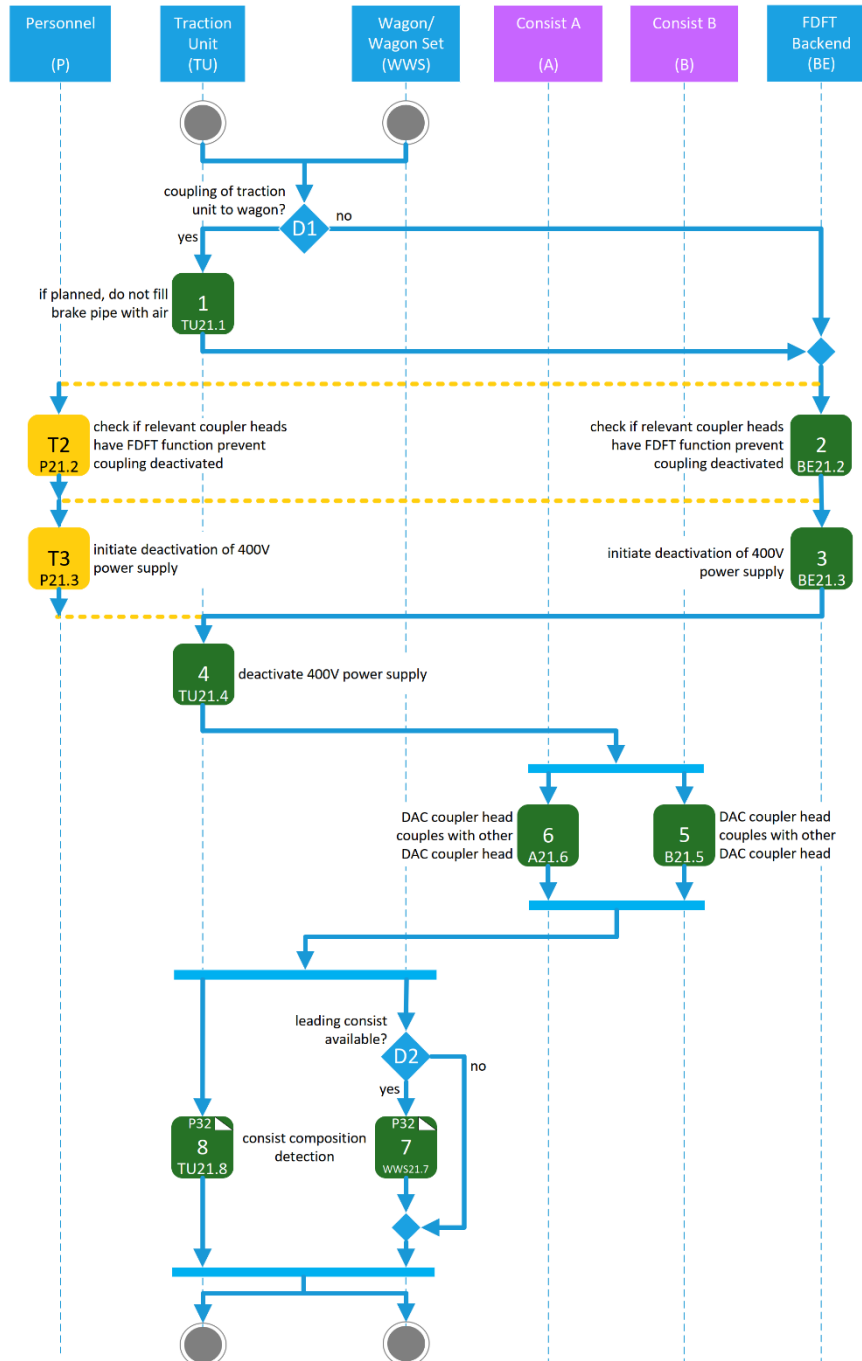 Personnel
(P)
Traction
Unit
(TU)
Wagon/
Wagon Set
(WWS)
Consist A
(A)
Consist B
(B)
FDFT
Backend
(BE)
coupling of traction
unit to wagon?
D1
no
yes
if planned, do not fill
brake pipe with air
1
TU21.1
T2
P21.2
check if relevant coupler heads
have FDFT function prevent
coupling deactivated
check if relevant coupler heads
have FDFT function prevent
coupling deactivated
2
BE21.2
T3
P21.3
initiate deactivation of 400V
power supply
initiate deactivation of 400V
power supply
3
BE21.3
4
TU21.4
deactivate 400V power supply
DAC coupler head
couples with other
DAC coupler head
6
A21.6
5
B21.5
DAC coupler head
couples with other
DAC coupler head
leading consist
available?
D2
no
yes
P32
8
TU21.8
consist composition
detection
P32
7
WWS21.7